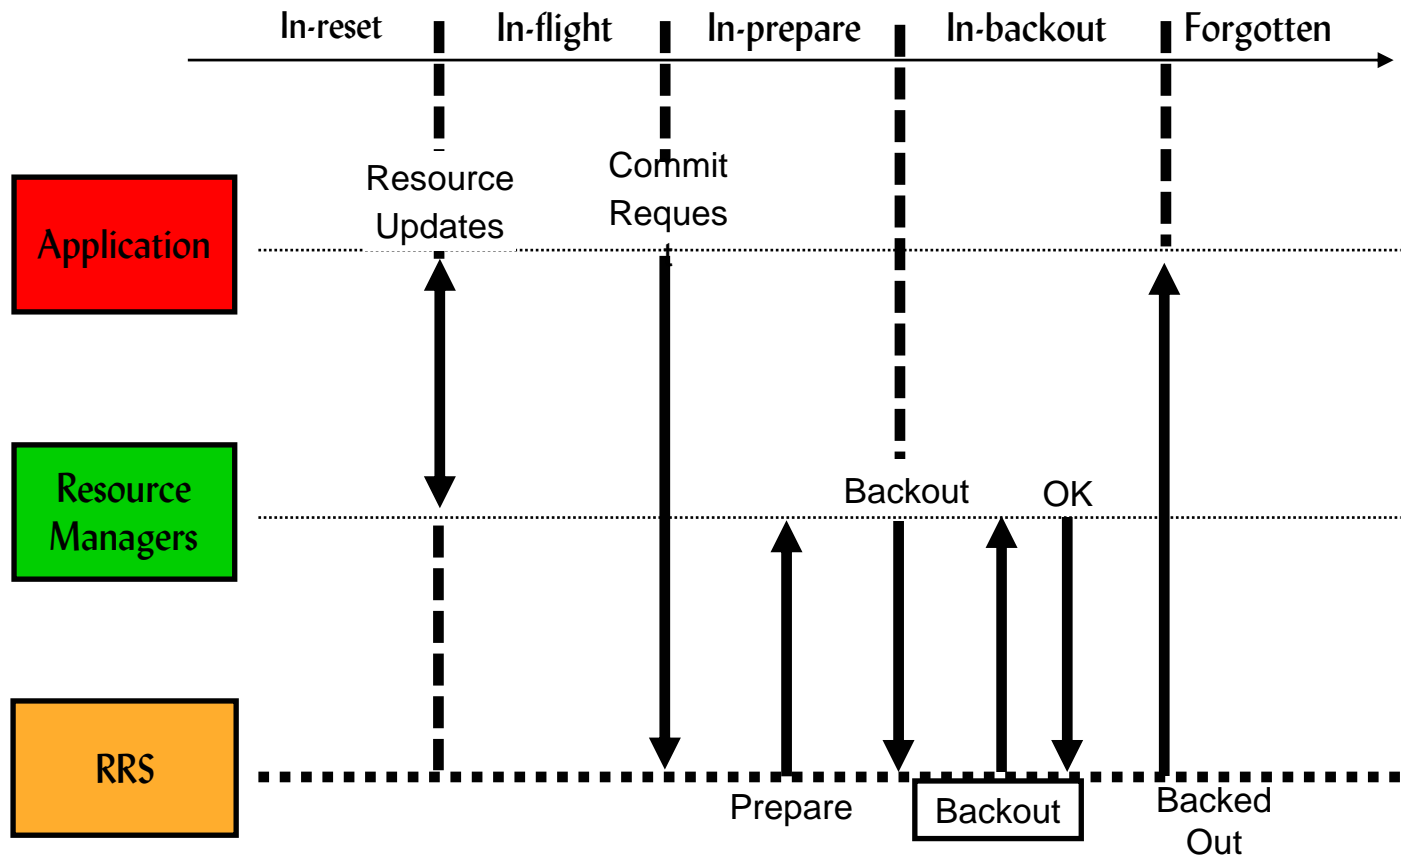 In-reset
In-flight
In-prepare
In-backout
Forgotten
Resource
Updates
Commit
Reques
Application
Resource
Managers
Backout
OK
RRS
Prepare
Backout
Backed
Out